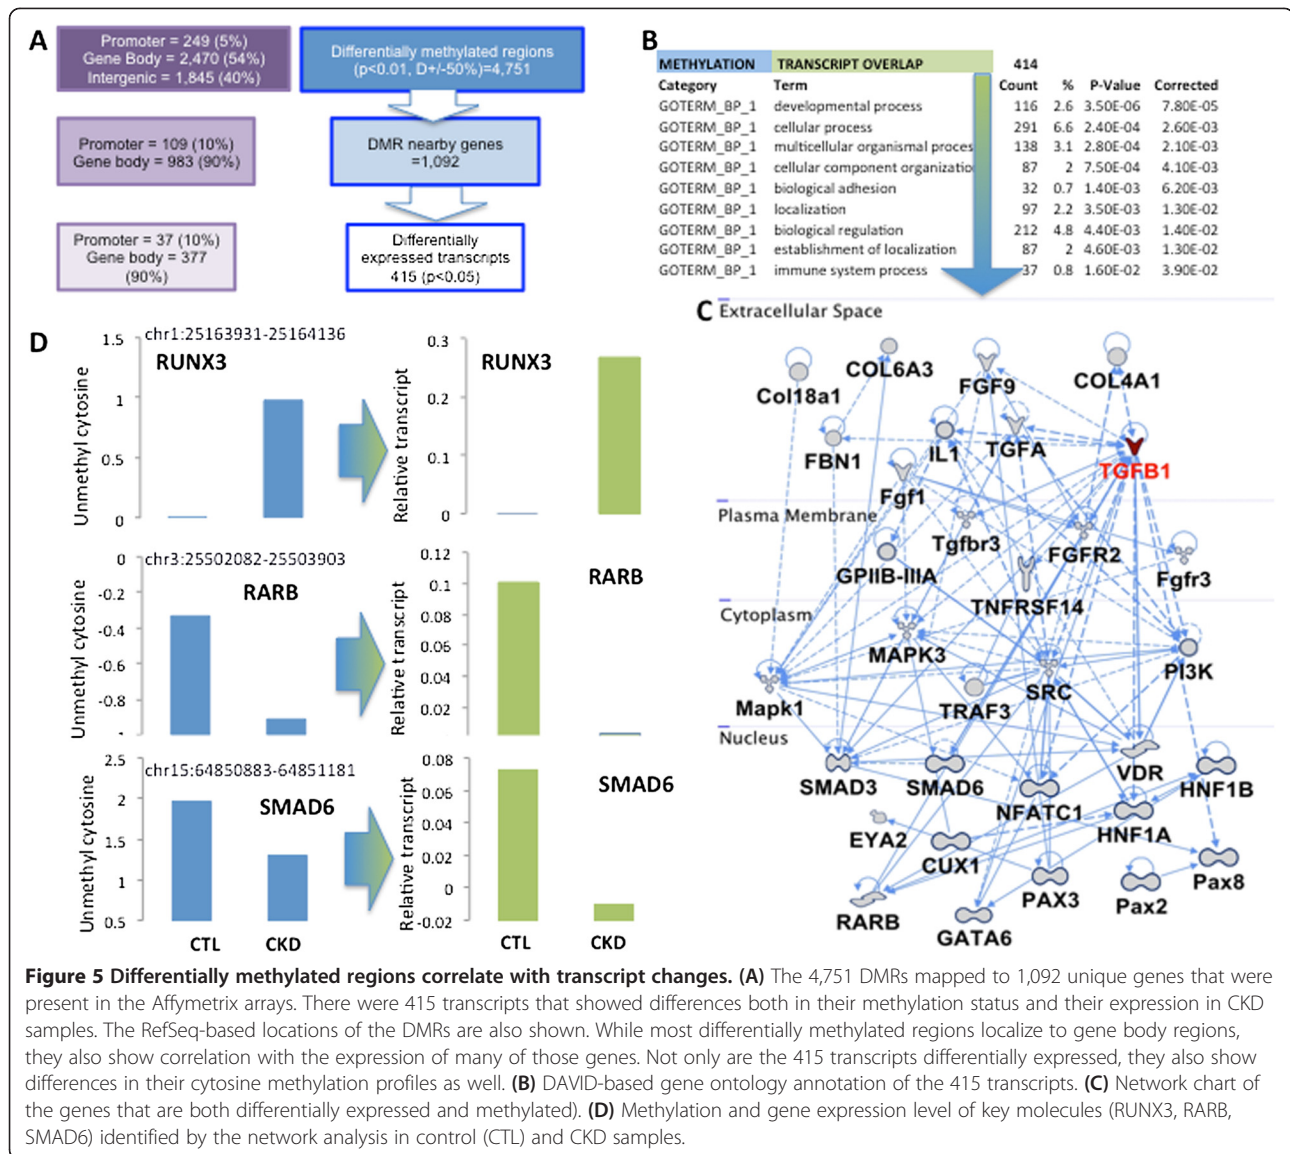 A
Promoter = 249 (5%)
Gene Body = 2,470 (54%)
Intergenic = 1,845 (40%)
Differentially methylated regions
(p<0.01, D+/-50%)=4,751
Promoter = 109 (10%)
Gene body = 983 (90%)
DMR nearby genes
=1,092
Promoter = 37 (10%)
Gene body = 377
(90%)
Differentially
expressed transcripts
415 (p<0.05)
B
METHYLATION TRANSCRIPT OVERLAP 414
Category Term Count % P-Value Corrected
GOTERM_BP_1 developmental process 116 2.6 3.50E-06 7.80E-05
GOTERM_BP_1 cellular process 291 6.6 2.40E-04 2.60E-03
GOTERM_BP_1 multicellular organismal proces 138 3.1 2.80E-04 2.10E-03
GOTERM_BP_1 cellular component organizatio 87 2 7.50E-04 4.10E-03
GOTERM_BP_1 biological adhesion 32 0.7 1.40E-03 6.20E-03
GOTERM_BP_1 localization 97 2.2 3.50E-03 1.30E-02
GOTERM_BP_1 biological regulation 212 4.8 4.40E-03 1.40E-02
GOTERM_BP_1 establishment of localization 87 2 4.60E-03 1.30E-02
GOTERM_BP_1 immune system process 37 0.8 1.60E-02 3.90E-02
C
Extracellular Space
COL6A3
Col18a1
FGF9
COL4A1
FBN1
IL1
TGFA
TGFB1
Fgf1
Plasma Membrane
Tgfbr3
FGFR2
GPIIB-IIIA
Fgfr3
TNFRSF14
Cytoplasm
MAPK3
PI3K
SRC
Mapk1
TRAF3
Nucleus
VDR
SMAD3
SMAD6
HNF1B
NFATC1
HNF1A
EYA2
CUX1
Pax8
PAX3
Pax2
RARB
GATA6
D
chr1:25163931-25164136
RUNX3
Unmethyl cytosine
1.5
1
0.5
0
RUNX3
Relative transcript
0.3
0.2
0.1
0
chr3:25502082-25503903
RARB
Unmethyl cytosine
0
-0.2
-0.4
-0.6
-0.8
RARB
Relative transcript
0.12
0.1
0.08
0.06
0.04
0.02
chr15:64850883-64851181
SMAD6
Unmethyl cytosine
2.5
2
1.5
1
0.5
CTL CKD
SMAD6
Relative transcript
0.08
0.06
0.04
0.02
0
-0.02
CTL CKD
Figure 5 Differentially methylated regions correlate with transcript changes. (A) The 4,751 DMRs mapped to 1,092 unique genes that were
present in the Affymetrix arrays. There were 415 transcripts that showed differences both in their methylation status and their expression in CKD
samples. The RefSeq-based locations of the DMRs are also shown. While most differentially methylated regions localize to gene body regions,
they also show correlation with the expression of many of those genes. Not only are the 415 transcripts differentially expressed, they also show
differences in their cytosine methylation profiles as well. (B) DAVID-based gene ontology annotation of the 415 transcripts. (C) Network chart of
the genes that are both differentially expressed and methylated). (D) Methylation and gene expression level of key molecules (RUNX3, RARB,
SMAD6) identified by the network analysis in control (CTL) and CKD samples.